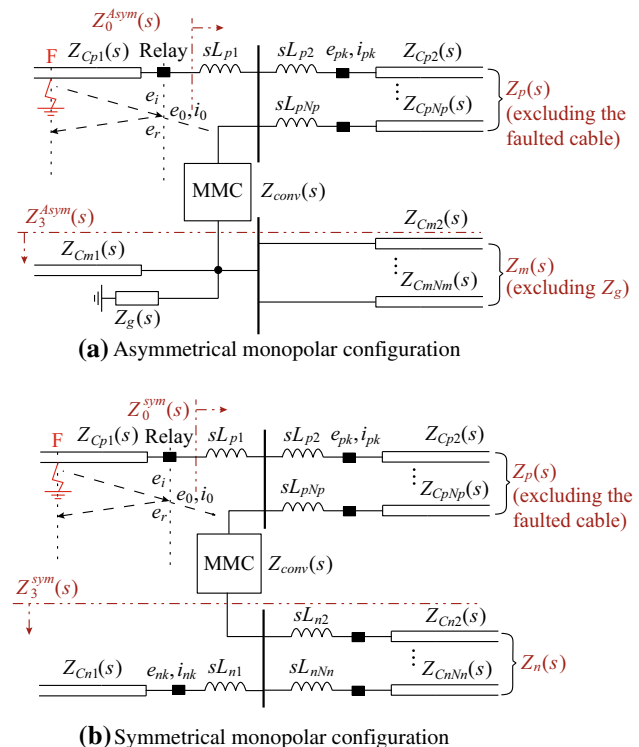 Z_0^{Asym}(s)
F Z_{Cp1}(s) Relay sL_{p1} sL_{p2} e_{pk}, i_{pk} Z_{Cp2}(s)
e_i e_0, i_0 sL_{pNp} Z_{CpNp}(s) Z_p(s)
e_r (excluding the
faulted cable)
MMC Z_{conv}(s)
Z_3^{Asym}(s) Z_{Cm2}(s)
Z_{Cm1}(s) Z_{CmNm}(s) Z_m(s)
(excluding Z_g)
Z_g(s)
(a) Asymmetrical monopolar configuration
Z_0^{sym}(s)
F Z_{Cp1}(s) Relay sL_{p1} sL_{p2} e_{pk}, i_{pk} Z_{Cp2}(s)
e_i e_0, i_0 sL_{pNp} Z_{CpNp}(s) Z_p(s)
e_r (excluding the
faulted cable)
MMC Z_{conv}(s)
Z_3^{sym}(s)
sL_{n2} Z_{Cn2}(s)
Z_{Cn1}(s) e_{nk}, i_{nk} sL_{n1} sL_{nNn} Z_{CnNn}(s) Z_n(s)
(b) Symmetrical monopolar configuration